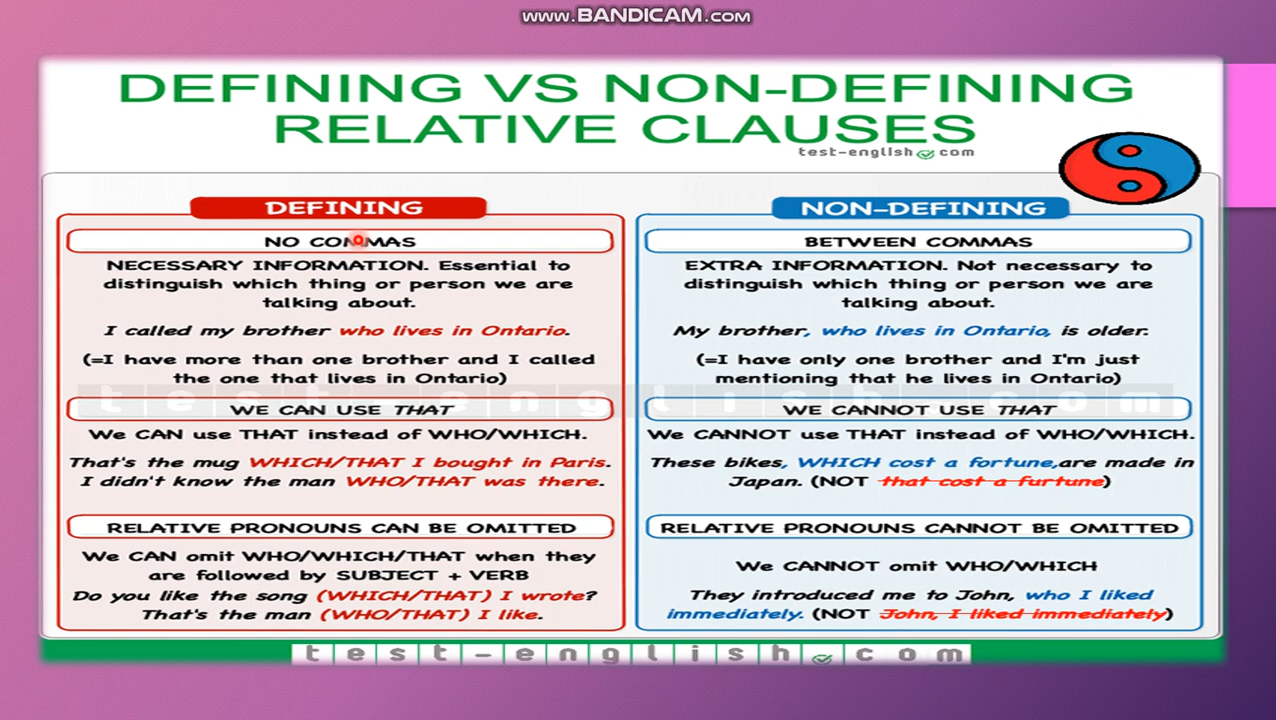 WWW.BANDICAM.COM
DEFINING VS NON-DEFINING
RELATIVE CLAUSES
test-english com
DEFINING
NO COMMAS
NECESSARY INFORMATION. Essential to
distinguish which thing or person we are
talking about.
I called my brother who lives in Ontario.
(=I have more than one brother and I called
the one that lives in Ontario)
WE CAN USE THAT
We CAN use THAT instead of WHO/WHICH.
That's the mug WHICH/THAT I bought in Paris.
I didn't know the man WHO/THAT was there.
RELATIVE PRONOUNS CAN BE OMITTED
We CAN omit WHO/WHICH/THAT when they
are followed by SUBJECT + VERB
Do you like the song (WHICH/THAT) I wrote?
That's the man (WHO/THAT) I like.
NON-DEFINING
BETWEEN COMMAS
EXTRA INFORMATION. Not necessary to
distinguish which thing or person we are
talking about.
My brother, who lives in Ontario, is older.
(=I have only one brother and I'm just
mentioning that he lives in Ontario)
WE CANNOT USE THAT
We CANNOT use THAT instead of WHO/WHICH.
These bikes, WHICH cost a fortune,are made in
Japan. (NOT that cost a furtune)
RELATIVE PRONOUNS CANNOT BE OMITTED
We CANNOT omit WHO/WHICH
They introduced me to John, who I liked
immediately. (NOT John, I liked immediately)
test-english.com
test-english com